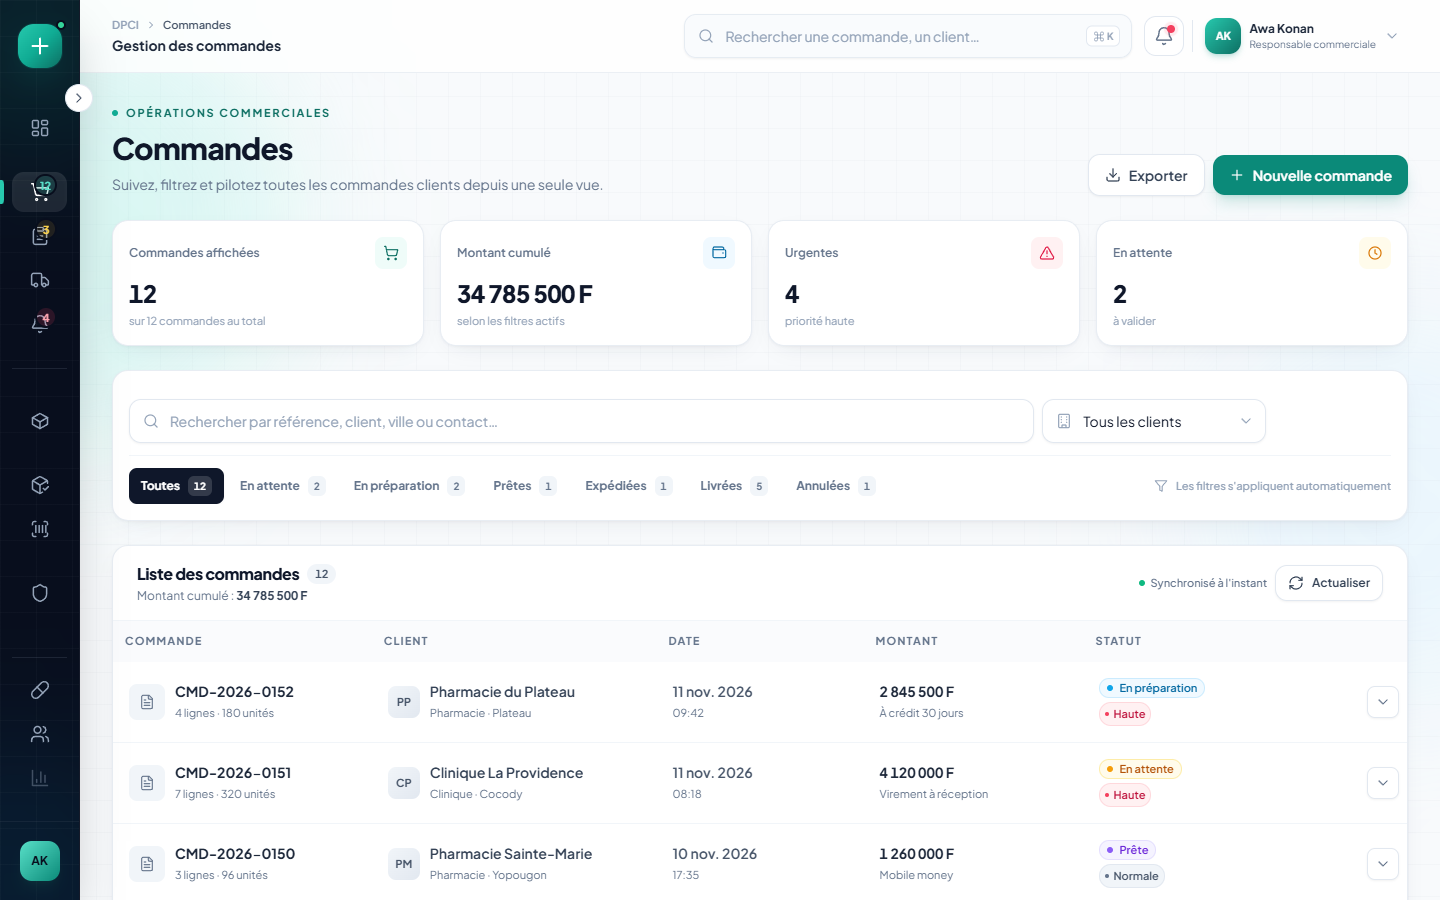 DPCI > Commandes
Gestion des commandes
Rechercher une commande, un client...
⌘ K
AK
Awa Konan
Responsable commerciale
12
3
4
AK
OPÉRATIONS COMMERCIALES
Commandes
Suivez, filtrez et pilotez toutes les commandes clients depuis une seule vue.
Exporter
Nouvelle commande
Commandes affichées
12
sur 12 commandes au total
Montant cumulé
34 785 500 F
selon les filtres actifs
Urgentes
4
priorité haute
En attente
2
à valider
Rechercher par référence, client, ville ou contact...
Tous les clients
Toutes 12
En attente 2
En préparation 2
Prêtes 1
Expédiées 1
Livrées 5
Annulées 1
Les filtres s'appliquent automatiquement
Liste des commandes 12
Montant cumulé : 34 785 500 F
Synchronisé à l'instant
Actualiser
COMMANDE CLIENT DATE MONTANT STATUT
CMD-2026-0152
4 lignes · 180 unités
PP
Pharmacie du Plateau
Pharmacie · Plateau
11 nov. 2026
09:42
2 845 500 F
À crédit 30 jours
En préparation
Haute
CMD-2026-0151
7 lignes · 320 unités
CP
Clinique La Providence
Clinique · Cocody
11 nov. 2026
08:18
4 120 000 F
Virement à réception
En attente
Haute
CMD-2026-0150
3 lignes · 96 unités
PM
Pharmacie Sainte-Marie
Pharmacie · Yopougon
10 nov. 2026
17:35
1 260 000 F
Mobile money
Prête
Normale